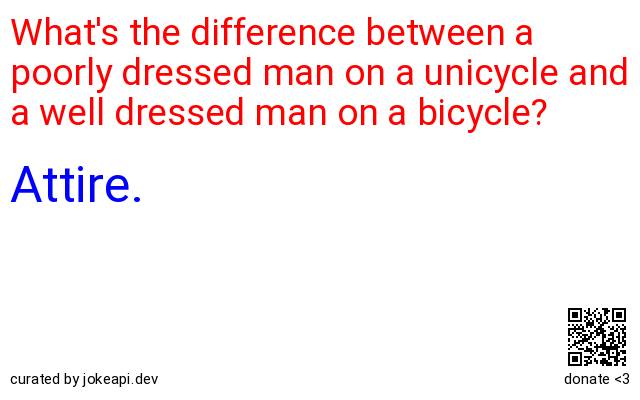 What's the difference between a
poorly dressed man on a unicycle and
a well dressed man on a bicycle?
Attire.
curated by jokeapi.dev
donate <3